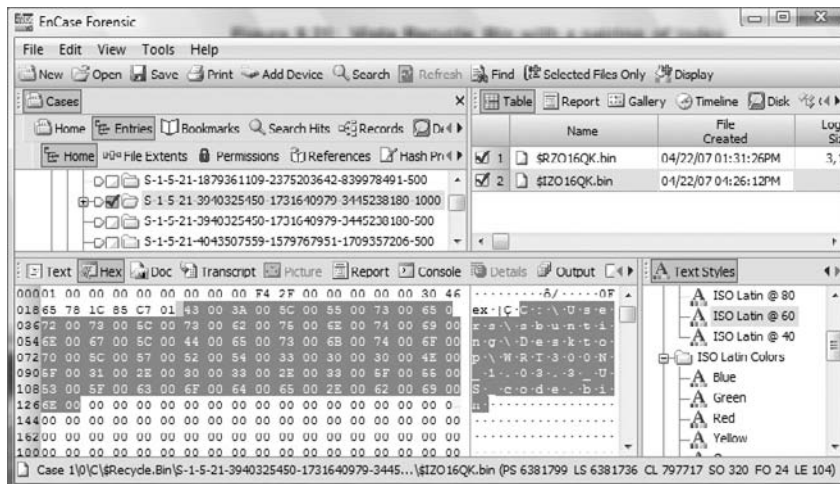 EnCase Forensic
File Edit View Tools Help
New Open Save Print Add Device Search Refresh Find Selected Files Only Display
Cases
Table Report Gallery Timeline Disk
Home Entries Bookmarks Search Hits Records
Home File Extents Permissions References
Name File Created
1 $RZO16QK.bin 04/22/07 01:31:26PM
2 $IZO16QK.bin 04/22/07 04:26:12PM
S-1-5-21-1879361109-2375203642-839978491-500
S-1-5-21-3940325450-1731640979-3445238180-1000
S-1-5-21-3940325450-1731640979-3445238180-500
S-1-5-21-4043507559-1579767951-1709357206-500
Text Hex Doc Transcript Picture Report Console Details Output
Text Styles
00001 00 00 00 00 00 00 00 F4 2F 00 00 00 00 00 30 46
01865 78 1C 85 C7 01 43 00 3A 00 5C 00 55 00 73 00 65 0
03672 00 73 00 5C 00 73 00 62 00 75 00 6E 00 74 00 69 00
0546E 00 67 00 5C 00 44 00 65 00 73 00 6B 00 74 00 6F 00
07270 00 5C 00 57 00 52 00 54 00 33 00 30 00 30 00 4E 00
0905F 00 31 00 2E 00 30 00 33 00 2E 00 33 00 5F 00 55 00
10853 00 5F 00 63 00 6F 00 64 00 65 00 2E 00 62 00 69 00
1266E 00 00 00 00 00 00 00 00 00 00 00 00 00 00 00 00 0
14400 00 00 00 00 00 00 00 00 00 00 00 00 00 00 00 00 00
16200 00 00 00 00 00 00 00 00 00 00 00 00 00 00 00 00 00
ISO Latin @ 80
ISO Latin @ 60
ISO Latin @ 40
ISO Latin Colors
Blue
Green
Red
Yellow
Case 1\0\C\$Recycle.Bin\S-1-5-21-3940325450-1731640979-3445...\$IZO16QK.bin (PS 6381799 LS 6381736 CL 797717 SO 320 FO 24 LE 104)